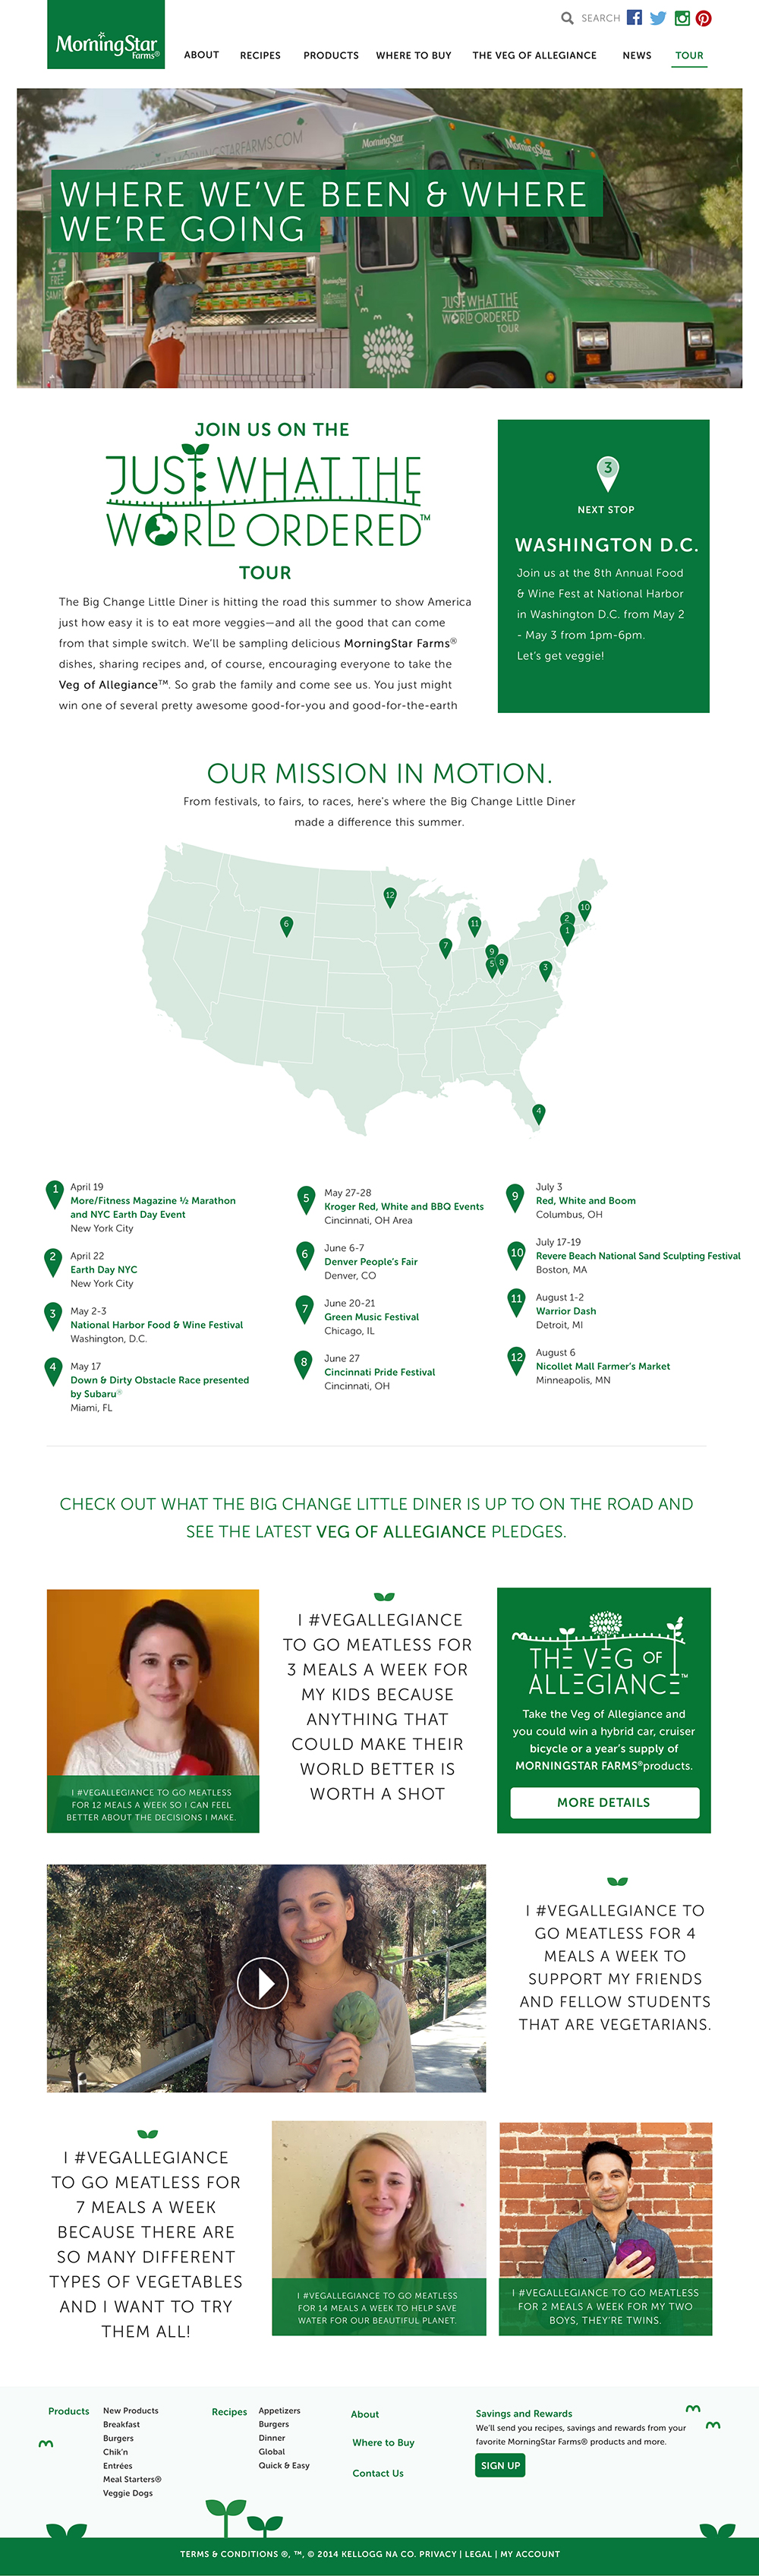 MorningStar
Farms®
SEARCH
ABOUT
RECIPES
PRODUCTS
WHERE TO BUY
THE VEG OF ALLEGIANCE
NEWS
TOUR
WHERE WE'VE BEEN & WHERE
WE'RE GOING
MorningStar
JUST WHAT THE
WORLD ORDERED
TOUR
JOIN US ON THE
JUST WHAT THE
WORLD ORDERED™
TOUR
The Big Change Little Diner is hitting the road this summer to show America
just how easy it is to eat more veggies—and all the good that can come
from that simple switch. We'll be sampling delicious MorningStar Farms®
dishes, sharing recipes and, of course, encouraging everyone to take the
Veg of Allegiance™. So grab the family and come see us. You just might
win one of several pretty awesome good-for-you and good-for-the-earth
3
NEXT STOP
WASHINGTON D.C.
Join us at the 8th Annual Food
& Wine Fest at National Harbor
in Washington D.C. from May 2
- May 3 from 1pm-6pm.
Let's get veggie!
OUR MISSION IN MOTION.
From festivals, to fairs, to races, here's where the Big Change Little Diner
made a difference this summer.
12
10
6
11
2
1
7
9
5
8
3
4
1
April 19
More/Fitness Magazine ½ Marathon
and NYC Earth Day Event
New York City
2
April 22
Earth Day NYC
New York City
3
May 2-3
National Harbor Food & Wine Festival
Washington, D.C.
4
May 17
Down & Dirty Obstacle Race presented
by Subaru®
Miami, FL
5
May 27-28
Kroger Red, White and BBQ Events
Cincinnati, OH Area
6
June 6-7
Denver People's Fair
Denver, CO
7
June 20-21
Green Music Festival
Chicago, IL
8
June 27
Cincinnati Pride Festival
Cincinnati, OH
9
July 3
Red, White and Boom
Columbus, OH
10
July 17-19
Revere Beach National Sand Sculpting Festival
Boston, MA
11
August 1-2
Warrior Dash
Detroit, MI
12
August 6
Nicollet Mall Farmer's Market
Minneapolis, MN
CHECK OUT WHAT THE BIG CHANGE LITTLE DINER IS UP TO ON THE ROAD AND
SEE THE LATEST VEG OF ALLEGIANCE PLEDGES.
I #VEGALLEGIANCE TO GO MEATLESS
FOR 12 MEALS A WEEK SO I CAN FEEL
BETTER ABOUT THE DECISIONS I MAKE.
I #VEGALLEGIANCE
TO GO MEATLESS FOR
3 MEALS A WEEK FOR
MY KIDS BECAUSE
ANYTHING THAT
COULD MAKE THEIR
WORLD BETTER IS
WORTH A SHOT
THE VEG OF
ALLEGIANCE™
Take the Veg of Allegiance and
you could win a hybrid car, cruiser
bicycle or a year's supply of
MORNINGSTAR FARMS®products.
MORE DETAILS
I #VEGALLEGIANCE TO
GO MEATLESS FOR 4
MEALS A WEEK TO
SUPPORT MY FRIENDS
AND FELLOW STUDENTS
THAT ARE VEGETARIANS.
I #VEGALLEGIANCE
TO GO MEATLESS FOR
7 MEALS A WEEK
BECAUSE THERE ARE
SO MANY DIFFERENT
TYPES OF VEGETABLES
AND I WANT TO TRY
THEM ALL!
I #VEGALLEGIANCE TO GO MEATLESS
FOR 14 MEALS A WEEK TO HELP SAVE
WATER FOR OUR BEAUTIFUL PLANET.
I #VEGALLEGIANCE TO GO MEATLESS
FOR 2 MEALS A WEEK FOR MY TWO
BOYS, THEY'RE TWINS.
Products
New Products
Breakfast
Burgers
Chik'n
Entrées
Meal Starters®
Veggie Dogs
Recipes
Appetizers
Burgers
Dinner
Global
Quick & Easy
About
Where to Buy
Contact Us
Savings and Rewards
We'll send you recipes, savings and rewards from your
favorite MorningStar Farms® products and more.
SIGN UP
TERMS & CONDITIONS ®, ™, © 2014 KELLOGG NA CO. PRIVACY | LEGAL | MY ACCOUNT